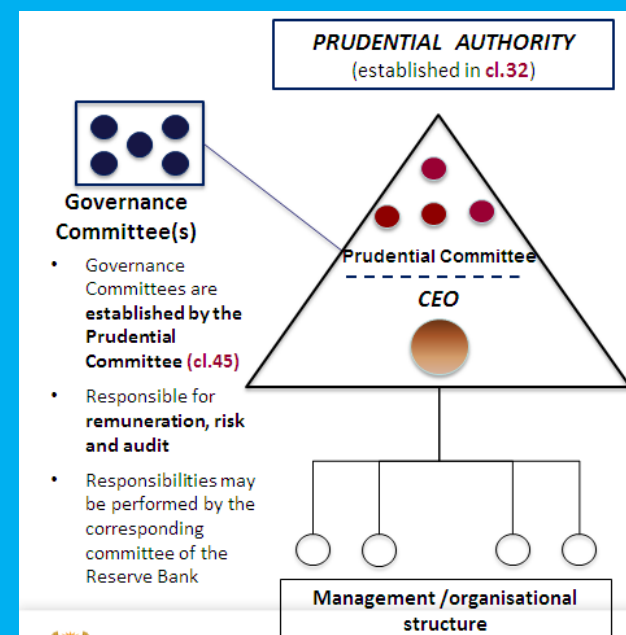 PRUDENTIAL AUTHORITY
(established in cl.32)
Governance
Committee(s)
• Governance
Committees are
established by the
Prudential
Committee (cl.45)
• Responsible for
remuneration, risk
and audit
• Responsibilities may
be performed by the
corresponding
committee of the
Reserve Bank
Prudential Committee
CEO
Management /organisational
structure